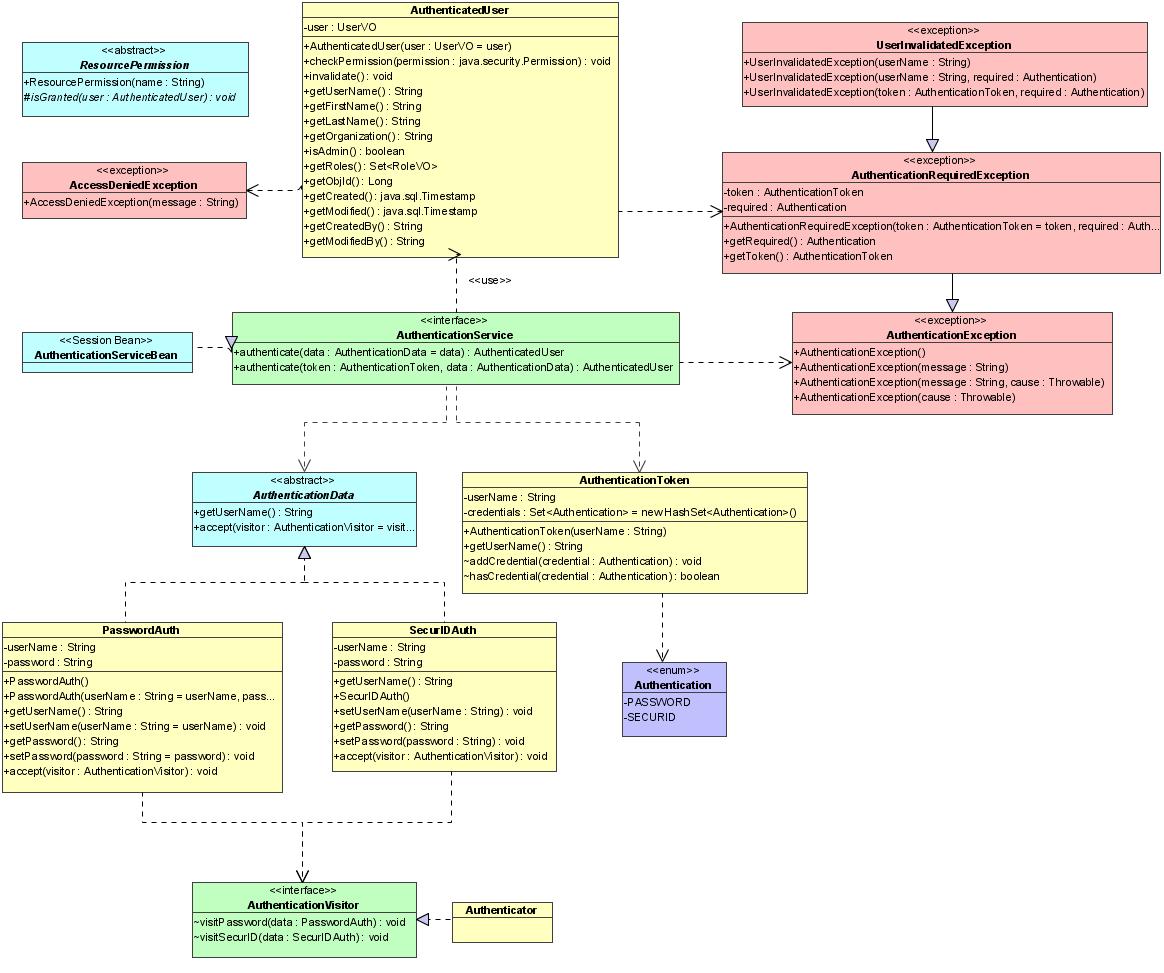 AuthenticatedUser
-user : UserVO
+AuthenticatedUser(user : UserVO = user)
+checkPermission(permission : java.security.Permission) : void
+invalidate() : void
+getUserName() : String
+getFirstName() : String
+getLastName() : String
+getOrganization() : String
+isAdmin() : boolean
+getRoles() : Set<RoleVO>
+getObjId() : Long
+getCreated() : java.sql.Timestamp
+getModified() : java.sql.Timestamp
+getCreatedBy() : String
+getModifiedBy() : String
<<abstract>>
ResourcePermission
+ResourcePermission(name : String)
#isGranted(user : AuthenticatedUser) : void
<<exception>>
AccessDeniedException
+AccessDeniedException(message : String)
<<exception>>
UserInvalidatedException
+UserInvalidatedException(userName : String)
+UserInvalidatedException(userName : String, required : Authentication)
+UserInvalidatedException(token : AuthenticationToken, required : Authentication)
<<exception>>
AuthenticationRequiredException
-token : AuthenticationToken
-required : Authentication
+AuthenticationRequiredException(token : AuthenticationToken = token, required : Auth...
+getRequired() : Authentication
+getToken() : AuthenticationToken
<<use>>
<<interface>>
AuthenticationService
+authenticate(data : AuthenticationData = data) : AuthenticatedUser
+authenticate(token : AuthenticationToken, data : AuthenticationData) : AuthenticatedUser
<<Session Bean>>
AuthenticationServiceBean
<<exception>>
AuthenticationException
+AuthenticationException()
+AuthenticationException(message : String)
+AuthenticationException(message : String, cause : Throwable)
+AuthenticationException(cause : Throwable)
<<abstract>>
AuthenticationData
+getUserName() : String
+accept(visitor : AuthenticationVisitor = visit...
AuthenticationToken
-userName : String
-credentials : Set<Authentication> = new HashSet<Authentication>()
+AuthenticationToken(userName : String)
+getUserName() : String
~addCredential(credential : Authentication) : void
~hasCredential(credential : Authentication) : boolean
PasswordAuth
-userName : String
-password : String
+PasswordAuth()
+PasswordAuth(userName : String = userName, pass...
+getUserName() : String
+setUserName(userName : String = userName) : void
+getPassword() : String
+setPassword(password : String = password) : void
+accept(visitor : AuthenticationVisitor) : void
SecurIDAuth
-userName : String
-password : String
+getUserName() : String
+SecurIDAuth()
+setUserName(userName : String) : void
+getPassword() : String
+setPassword(password : String) : void
+accept(visitor : AuthenticationVisitor) : void
<<enum>>
Authentication
-PASSWORD
-SECURID
<<interface>>
AuthenticationVisitor
~visitPassword(data : PasswordAuth) : void
~visitSecurID(data : SecurIDAuth) : void
Authenticator